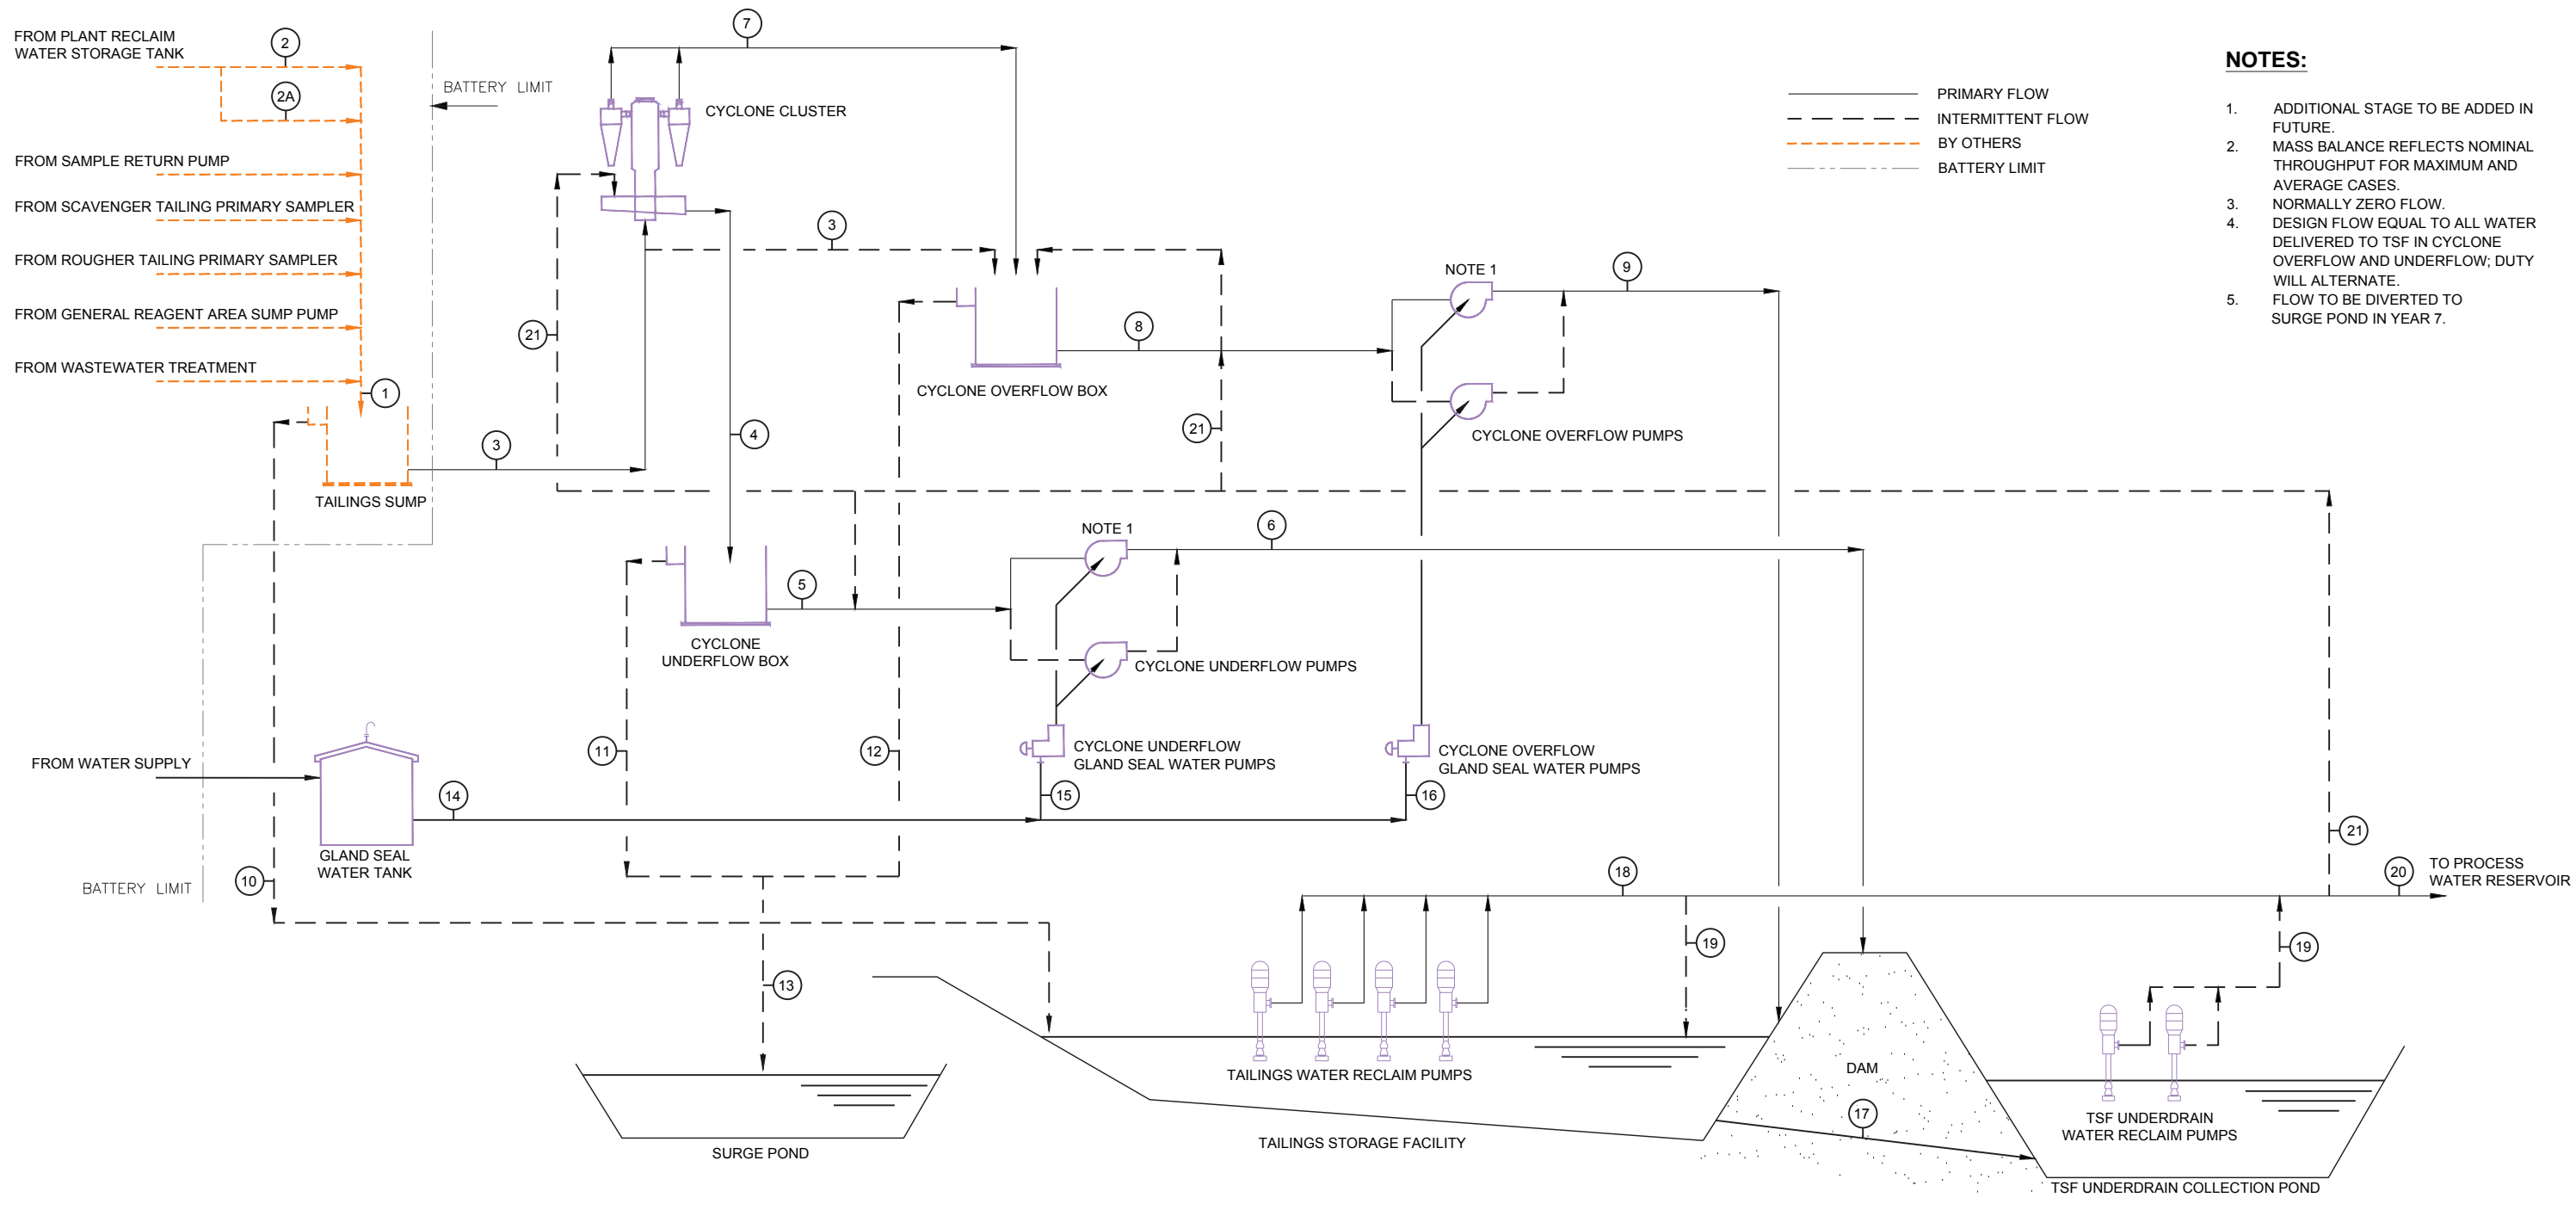 FROM PLANT RECLAIM
WATER STORAGE TANK
2
2A
FROM SAMPLE RETURN PUMP
FROM SCAVENGER TAILING PRIMARY SAMPLER
FROM ROUGHER TAILING PRIMARY SAMPLER
FROM GENERAL REAGENT AREA SUMP PUMP
FROM WASTEWATER TREATMENT
1
TAILINGS SUMP
BATTERY LIMIT
7
CYCLONE CLUSTER
3
3
21
4
CYCLONE OVERFLOW BOX
8
21
NOTE 1
9
CYCLONE OVERFLOW PUMPS
PRIMARY FLOW
INTERMITTENT FLOW
BY OTHERS
BATTERY LIMIT
NOTES:
1. ADDITIONAL STAGE TO BE ADDED IN
FUTURE.
2. MASS BALANCE REFLECTS NOMINAL
THROUGHPUT FOR MAXIMUM AND
AVERAGE CASES.
3. NORMALLY ZERO FLOW.
4. DESIGN FLOW EQUAL TO ALL WATER
DELIVERED TO TSF IN CYCLONE
OVERFLOW AND UNDERFLOW; DUTY
WILL ALTERNATE.
5. FLOW TO BE DIVERTED TO
SURGE POND IN YEAR 7.
CYCLONE
UNDERFLOW BOX
5
NOTE 1
6
CYCLONE UNDERFLOW PUMPS
FROM WATER SUPPLY
GLAND SEAL
WATER TANK
14
11
12
CYCLONE UNDERFLOW
GLAND SEAL WATER PUMPS
15
CYCLONE OVERFLOW
GLAND SEAL WATER PUMPS
16
BATTERY LIMIT
10
13
SURGE POND
18
19
TAILINGS WATER RECLAIM PUMPS
TAILINGS STORAGE FACILITY
DAM
17
21
20
TO PROCESS
WATER RESERVOIR
19
TSF UNDERDRAIN
WATER RECLAIM PUMPS
TSF UNDERDRAIN COLLECTION POND